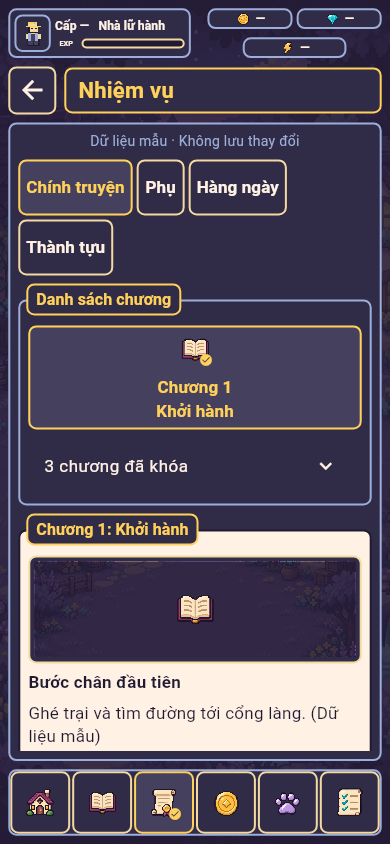 Cấp — Nhà lữ hành
EXP
—
—
—
Nhiệm vụ
Dữ liệu mẫu · Không lưu thay đổi
Chính truyện
Phụ
Hàng ngày
Thành tựu
Danh sách chương
Chương 1
Khởi hành
3 chương đã khóa
Chương 1: Khởi hành
Bước chân đầu tiên
Ghé trại và tìm đường tới cổng làng. (Dữ
liệu mẫu)